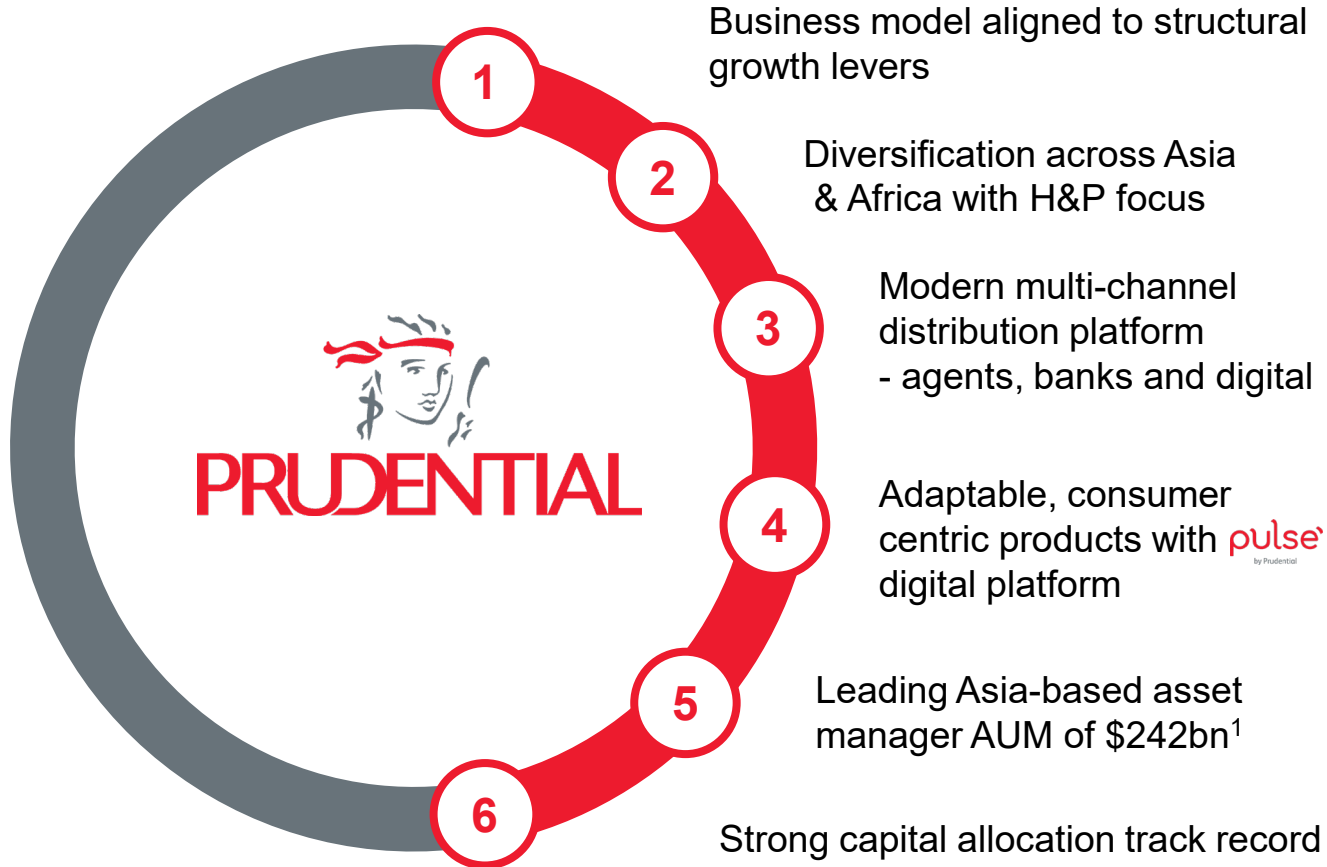 1
Business model aligned to structural
growth levers
2
Diversification across Asia
& Africa with H&P focus
3
Modern multi-channel
distribution platform
- agents, banks and digital
PRUDENTIAL
4
Adaptable, consumer
centric products with pulse
by Prudential
digital platform
5
Leading Asia-based asset
manager AUM of $242bn¹
6
Strong capital allocation track record